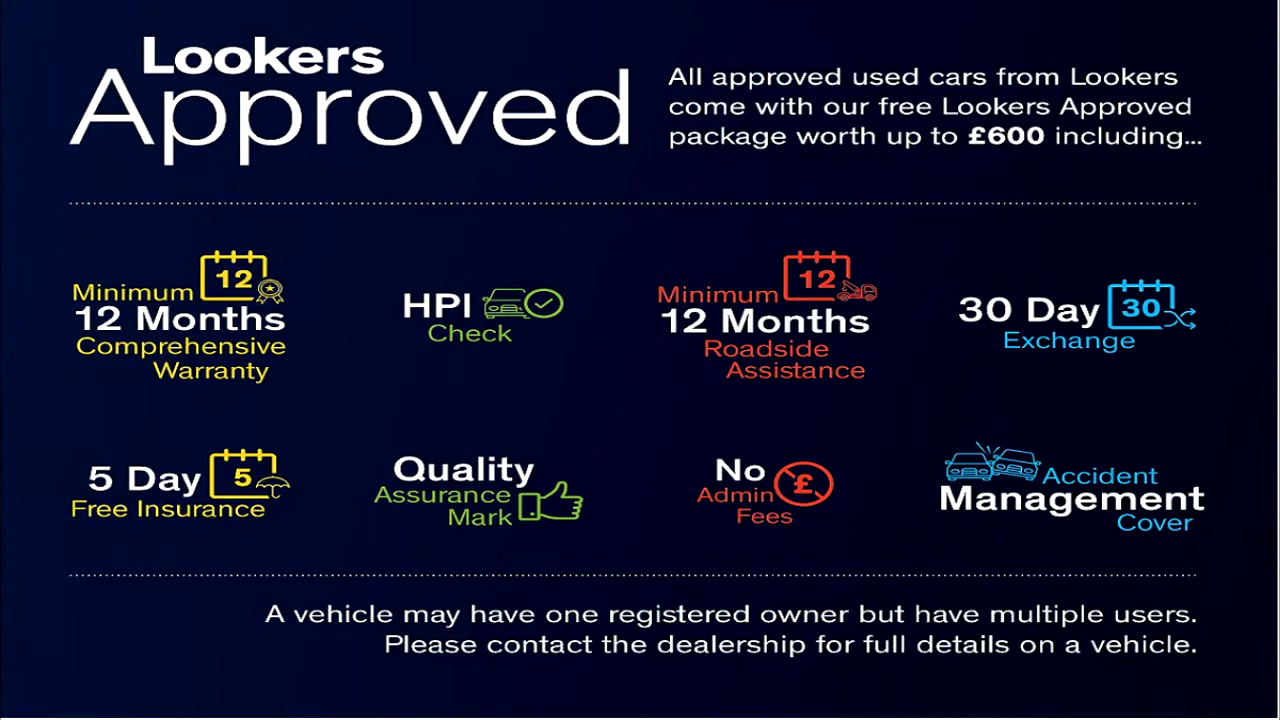 Lookers
Approved
All approved used cars from Lookers
come with our free Lookers Approved
package worth up to £600 including...
12
Minimum
12 Months
Comprehensive
Warranty
HPI
Check
12
Minimum
12 Months
Roadside
Assistance
30 Day
30
Exchange
5 Day
5
Free Insurance
Quality
Assurance
Mark
No
£
Admin
Fees
Accident
Management
Cover
A vehicle may have one registered owner but have multiple users.
Please contact the dealership for full details on a vehicle.